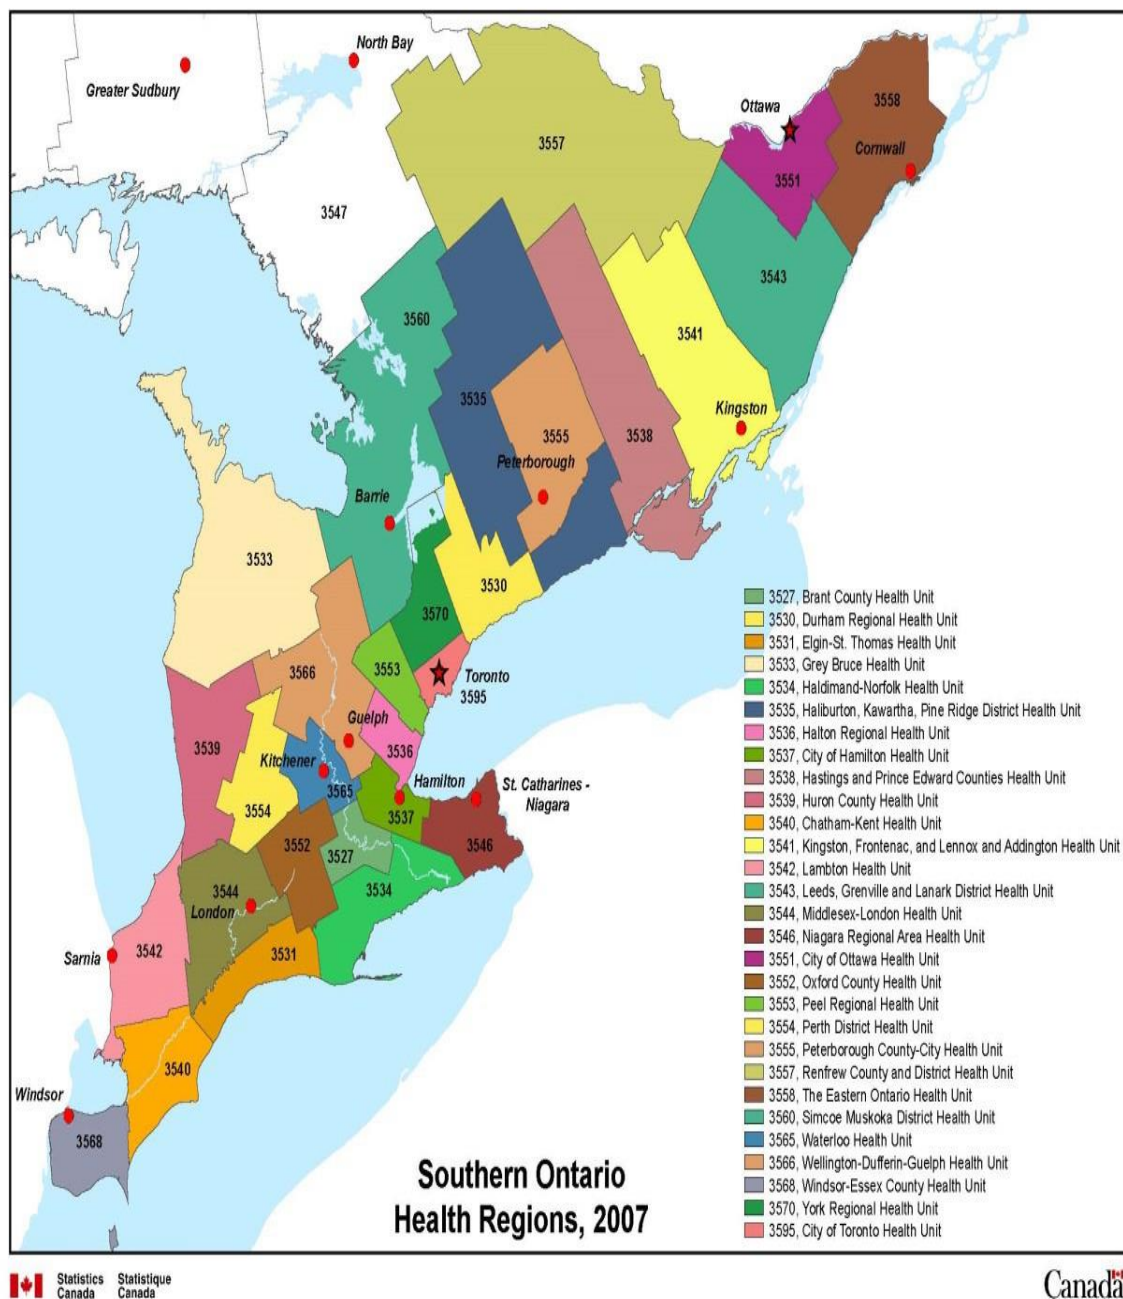 North Bay
Greater Sudbury
Ottawa
3558
3557
Cornwall
3551
3547
3543
3560
3541
3535
Kingston
3555
3538
Peterborough
Barrie
3533
3530
3570
3566
3553
Toronto
3595
Guelph
3539
3536
Kitchener
3565
Hamilton
St. Catharines -
Niagara
3554
3537
3552
3546
3527
3544
3534
London
Sarnia
3542
3531
3540
Windsor
3568
3527, Brant County Health Unit
3530, Durham Regional Health Unit
3531, Elgin-St. Thomas Health Unit
3533, Grey Bruce Health Unit
3534, Haldimand-Norfolk Health Unit
3535, Haliburton, Kawartha, Pine Ridge District Health Unit
3536, Halton Regional Health Unit
3537, City of Hamilton Health Unit
3538, Hastings and Prince Edward Counties Health Unit
3539, Huron County Health Unit
3540, Chatham-Kent Health Unit
3541, Kingston, Frontenac, and Lennox and Addington Health Unit
3542, Lambton Health Unit
3543, Leeds, Grenville and Lanark District Health Unit
3544, Middlesex-London Health Unit
3546, Niagara Regional Area Health Unit
3551, City of Ottawa Health Unit
3552, Oxford County Health Unit
3553, Peel Regional Health Unit
3554, Perth District Health Unit
3555, Peterborough County-City Health Unit
3557, Renfrew County and District Health Unit
3558, The Eastern Ontario Health Unit
3560, Simcoe Muskoka District Health Unit
3565, Waterloo Health Unit
3566, Wellington-Dufferin-Guelph Health Unit
3568, Windsor-Essex County Health Unit
3570, York Regional Health Unit
3595, City of Toronto Health Unit
Southern Ontario
Health Regions, 2007
Statistics Statistique
Canada Canada
Canada